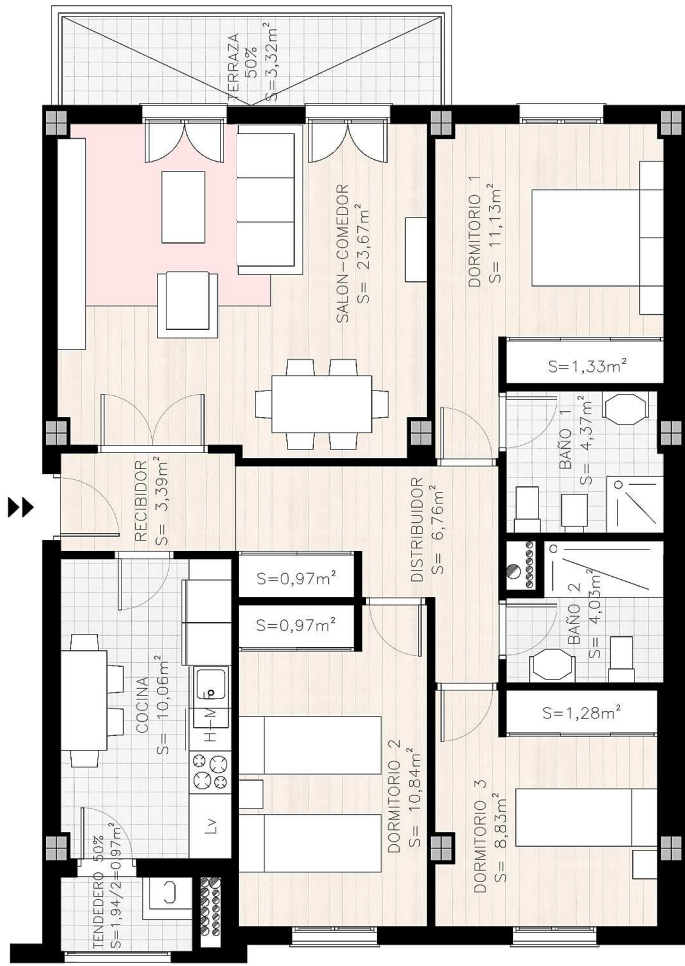 TERRAZA
50%
S=3,32m²
SALON-COMEDOR
S= 23,67m²
DORMITORIO 1
S= 11,13m²
S=1,33m²
BAÑO 1
S= 4,37m²
RECIBIDOR
S= 3,39m²
DISTRIBUIDOR
S= 6,76m²
S=0,97m²
S=0,97m²
BAÑO 2
S= 4,03m²
COCINA
S= 10,06m²
H-M
Lv
DORMITORIO 2
S= 10,84m²
S=1,28m²
DORMITORIO 3
S= 8,83m²
TENDEDERO 50%
S=1,94/2=0,97m²